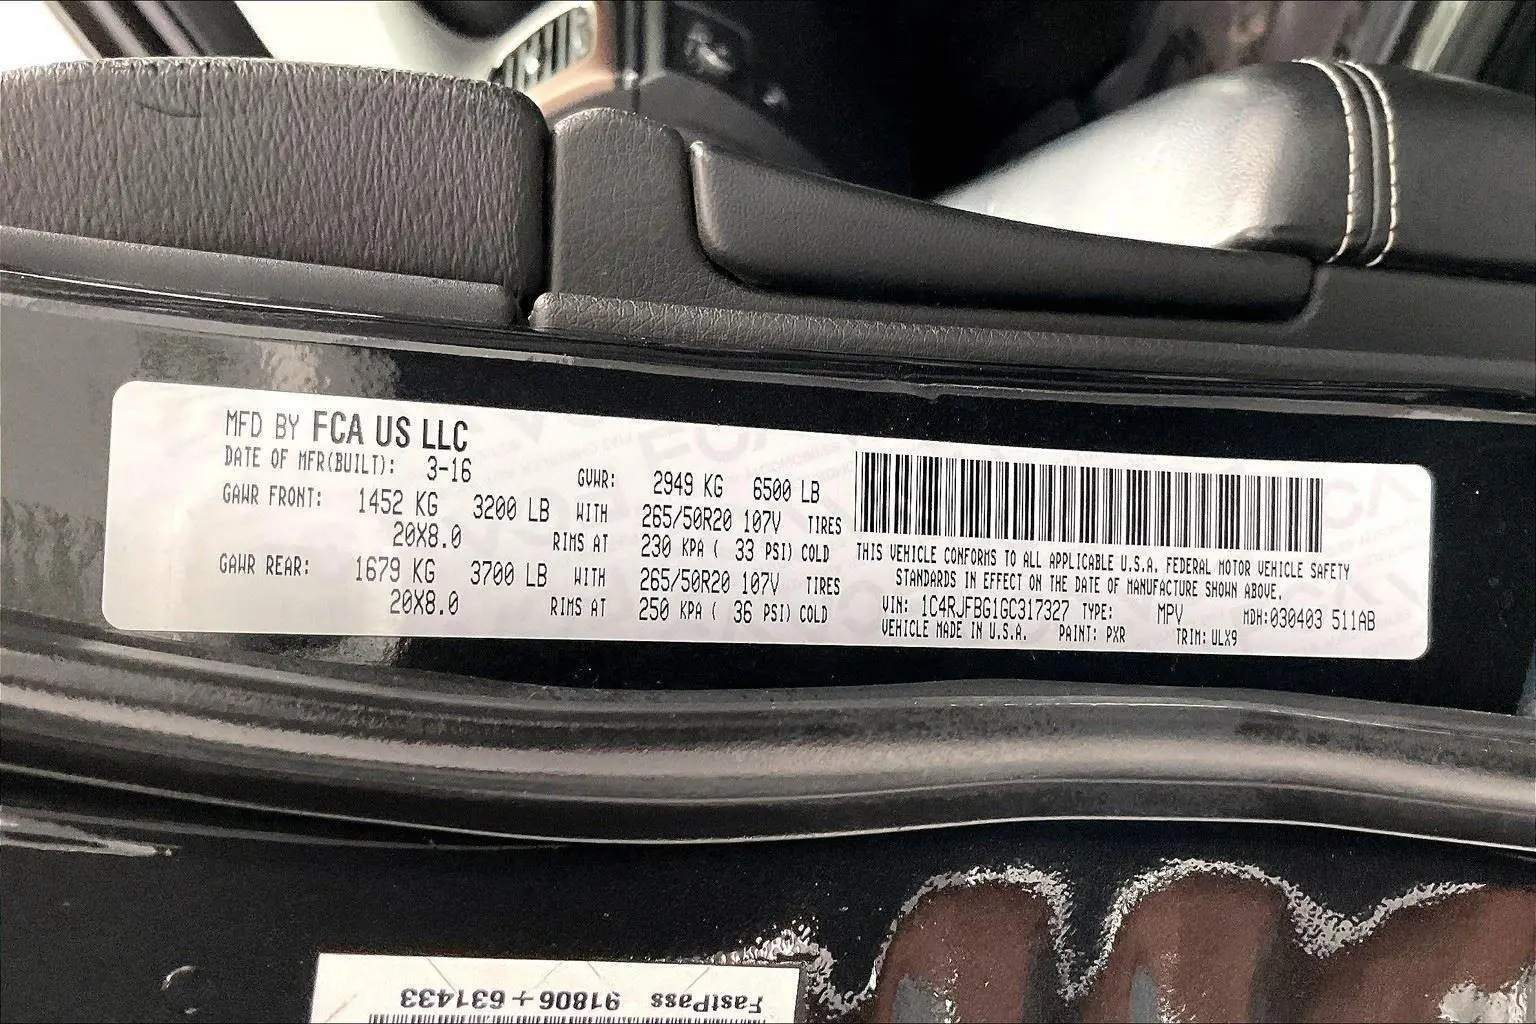 MFD BY FCA US LLC
DATE OF MFR(BUILT): 3-16 GVWR: 2949 KG 6500 LB
GAWR FRONT: 1452 KG 3200 LB WITH 265/50R20 107V TIRES
20X8.0 RIMS AT 230 KPA ( 33 PSI) COLD
GAWR REAR: 1679 KG 3700 LB WITH 265/50R20 107V TIRES
20X8.0 RIMS AT 250 KPA ( 36 PSI) COLD
THIS VEHICLE CONFORMS TO ALL APPLICABLE U.S.A. FEDERAL MOTOR VEHICLE SAFETY
STANDARDS IN EFFECT ON THE DATE OF MANUFACTURE SHOWN ABOVE.
VIN: 1C4RJFBG1GC317327 TYPE: MPV MDH:030403 511AB
VEHICLE MADE IN U.S.A. PAINT: PXR TRIM: ULX9
FastPass 91806+631433